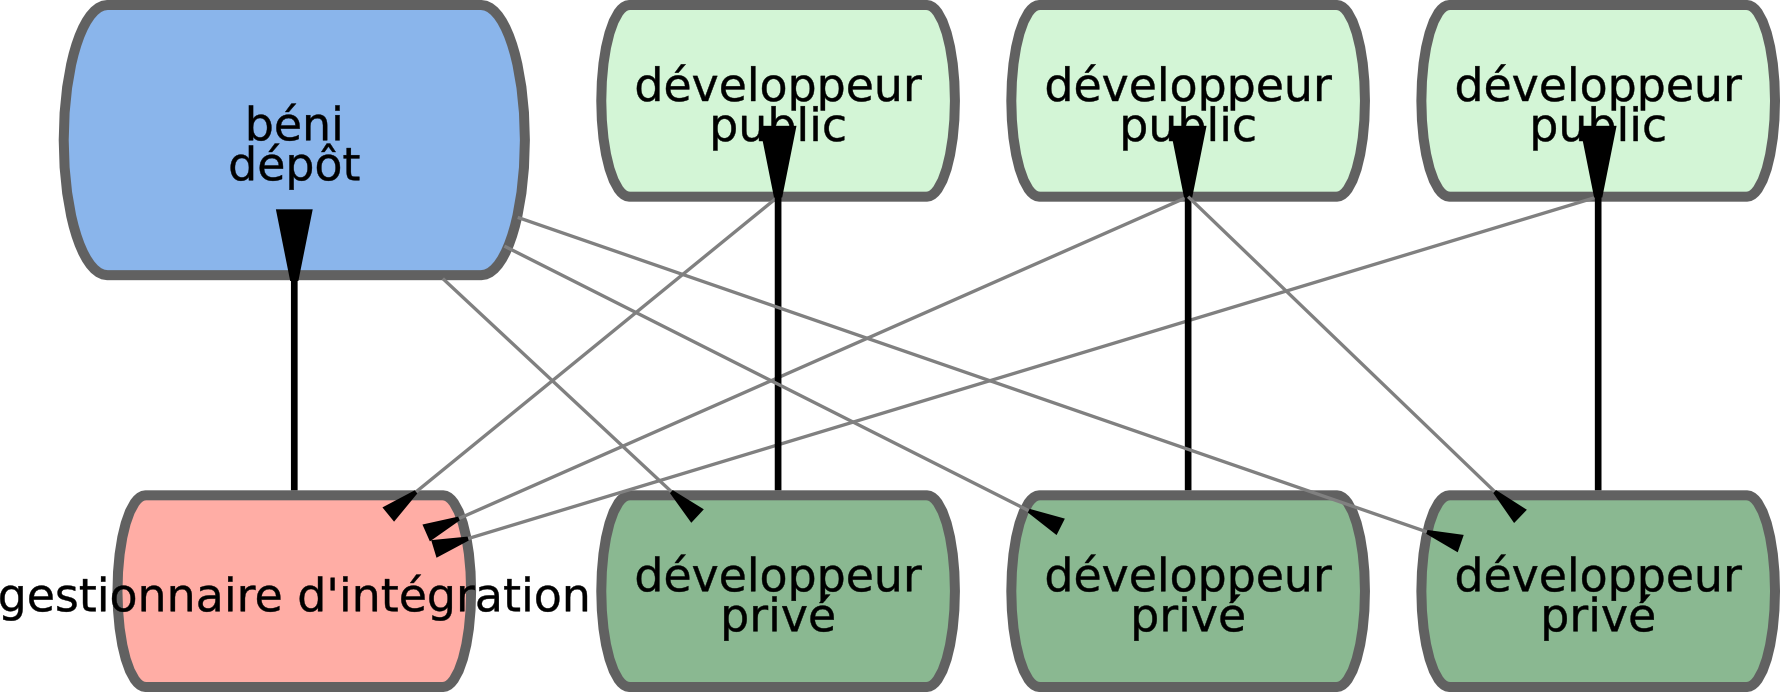 béni
dépôt
développeur
public
développeur
public
développeur
public
gestionnaire d'intégration
développeur
privé
développeur
privé
développeur
privé